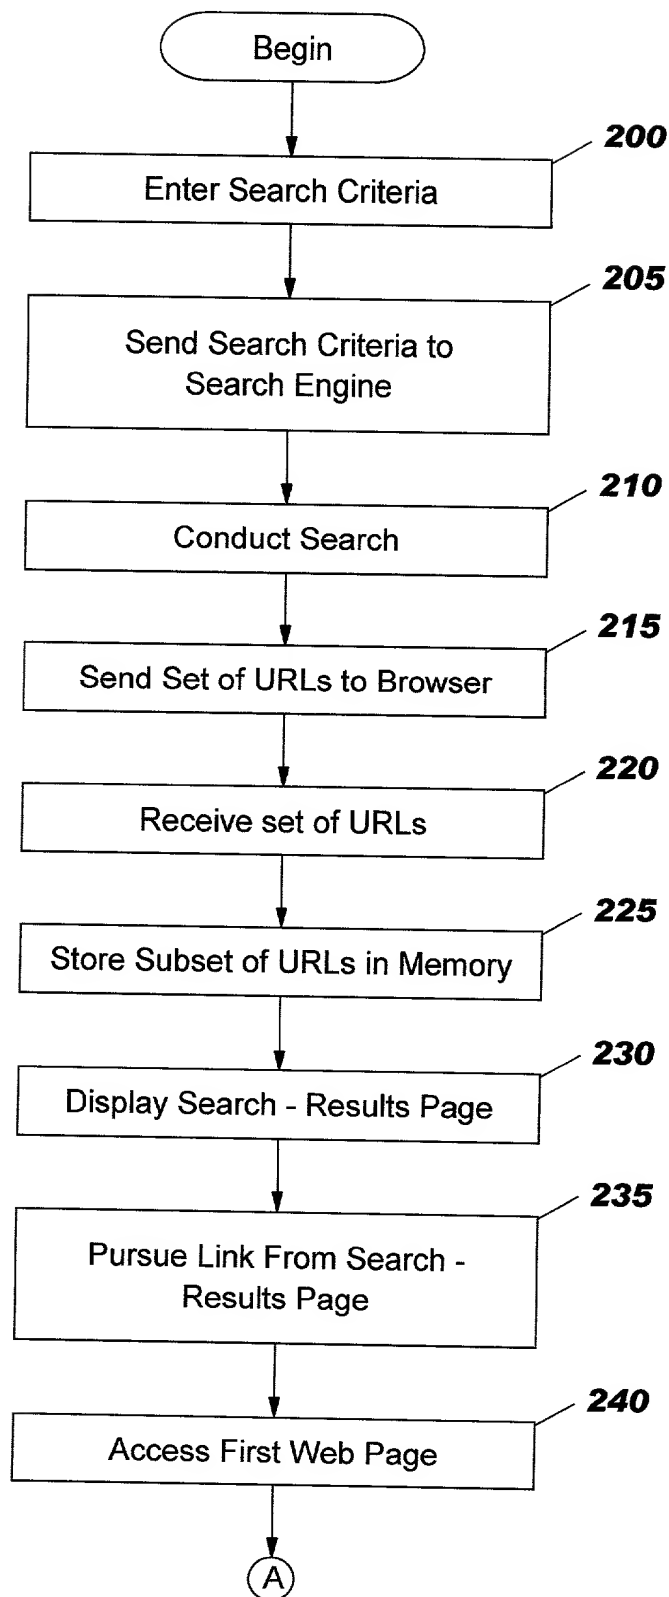 Begin
200
Enter Search Criteria
205
Send Search Criteria to
Search Engine
210
Conduct Search
215
Send Set of URLs to Browser
220
Receive set of URLs
225
Store Subset of URLs in Memory
230
Display Search - Results Page
235
Pursue Link From Search -
Results Page
240
Access First Web Page
A